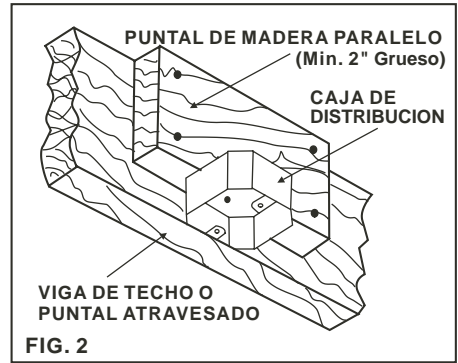 PUNTAL DE MADERA PARALELO
(Min. 2" Grueso)
CAJA DE
DISTRIBUCION
VIGA DE TECHO O
PUNTAL ATRAVESADO
FIG. 2